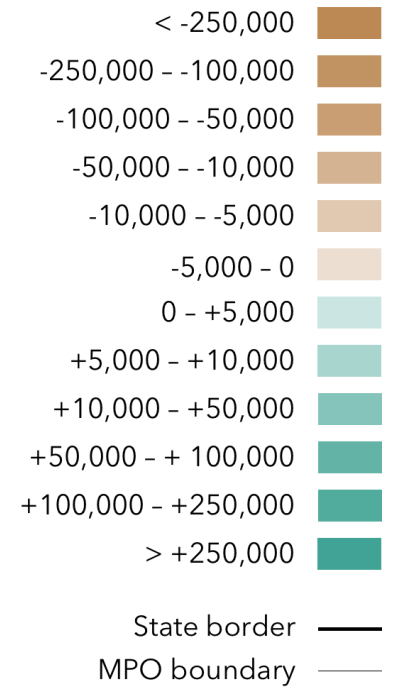 < -250,000
-250,000 – -100,000
-100,000 – -50,000
-50,000 – -10,000
-10,000 – -5,000
-5,000 – 0
0 – +5,000
+5,000 – +10,000
+10,000 – +50,000
+50,000 – + 100,000
+100,000 – +250,000
> +250,000
State border
MPO boundary